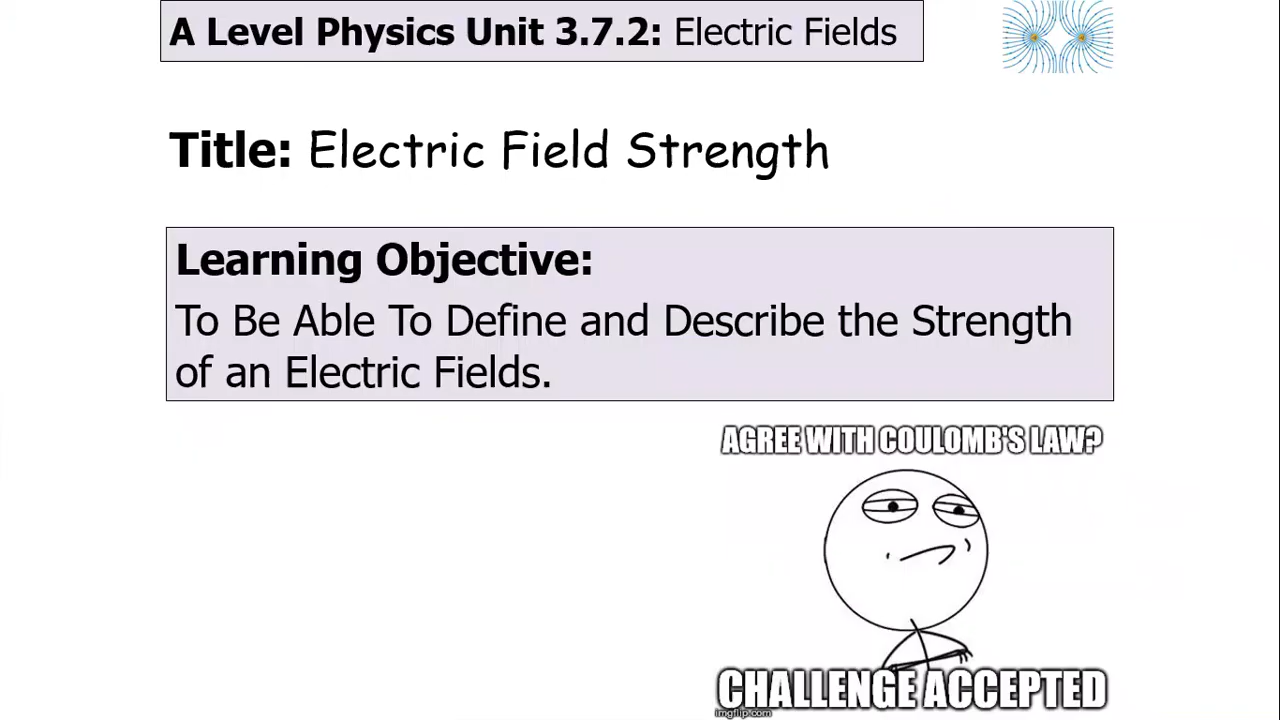 A Level Physics Unit 3.7.2: Electric Fields
Title: Electric Field Strength
Learning Objective:
To Be Able To Define and Describe the Strength
of an Electric Fields.
AGREE WITH COULOMB'S LAW?
CHALLENGE ACCEPTED
imgflip.com